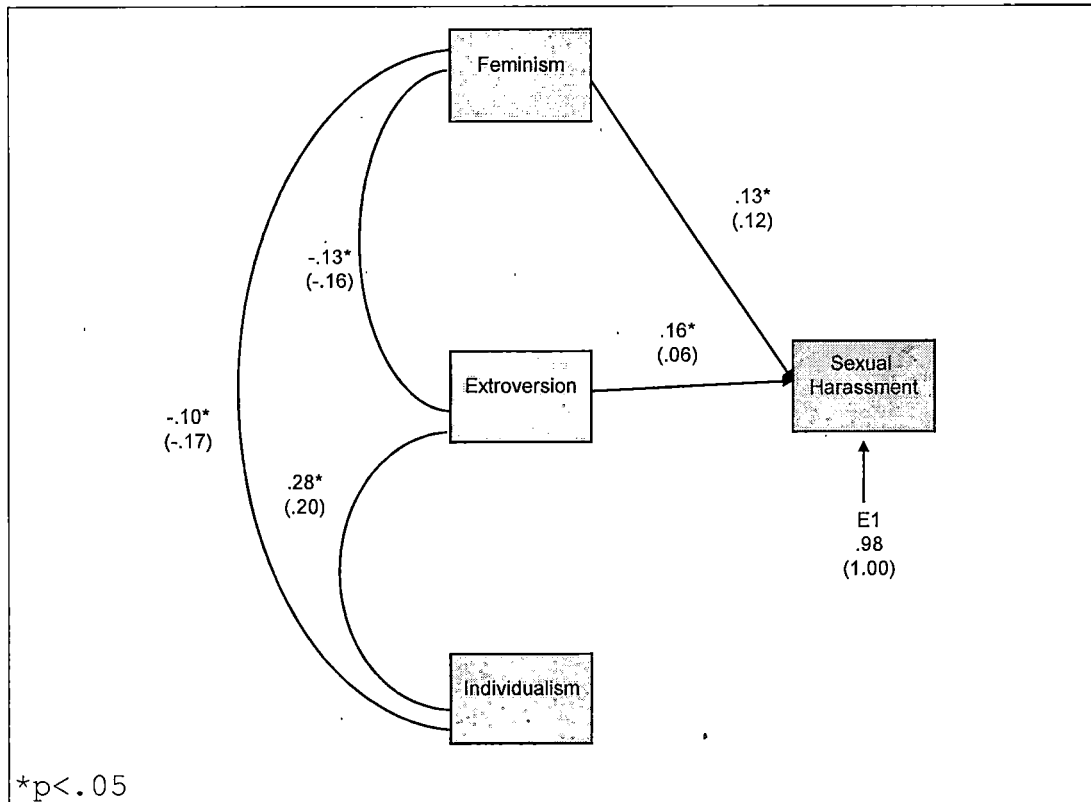 Feminism
.13*
(.12)
-.13*
(-.16)
.16*
(.06)
Extroversion
Sexual
Harassment
-.10*
(-.17)
.28*
(.20)
E1
.98
(1.00)
Individualism
*p<.05